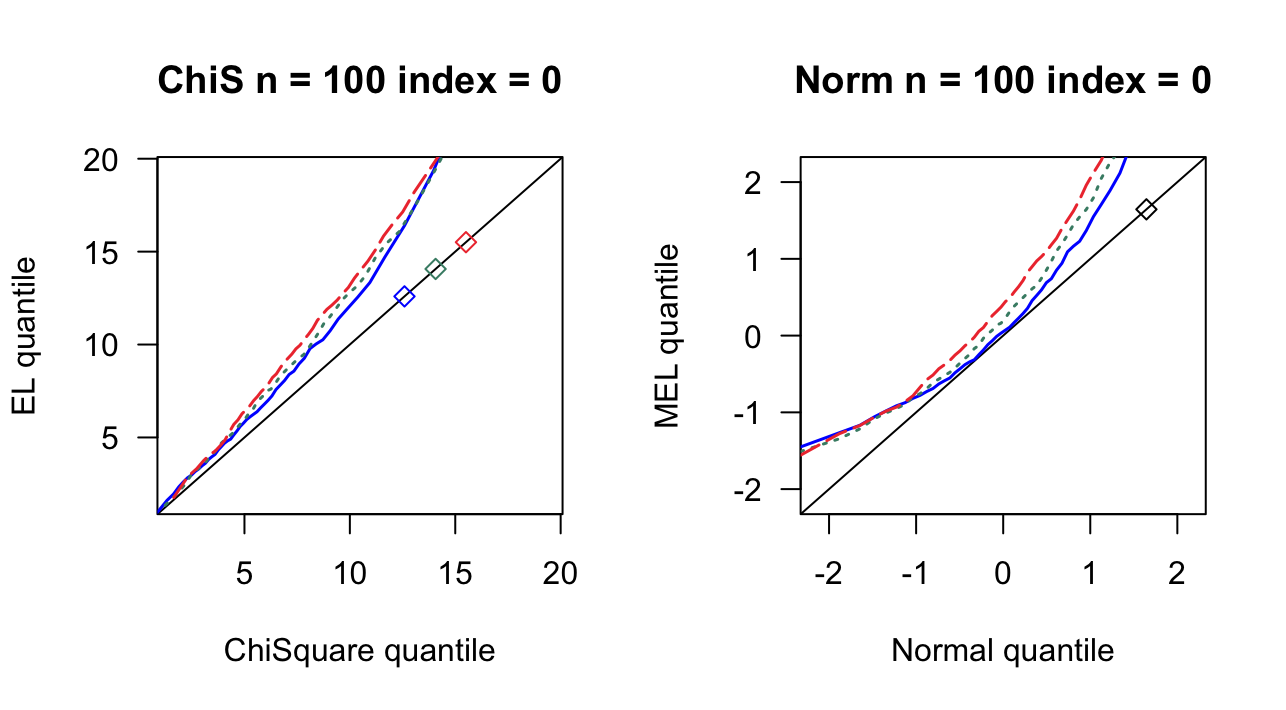 ChiS n = 100 index = 0
EL quantile
20
15
10
5
5 10 15 20
ChiSquare quantile
Norm n = 100 index = 0
MEL quantile
2
1
0
-1
-2
-2 -1 0 1 2
Normal quantile